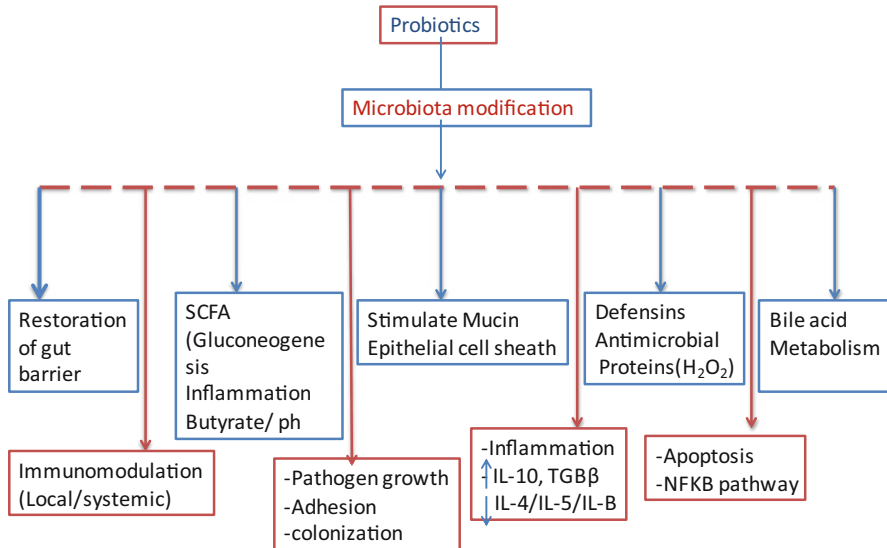 Probiotics
Microbiota modification
Restoration
of gut
barrier
SCFA
(Gluconeogene
sis
Inflammation
Butyrate/ ph
Stimulate Mucin
Epithelial cell sheath
Defensins
Antimicrobial
Proteins(H₂O₂)
Bile acid
Metabolism
Immunomodulation
(Local/systemic)
-Pathogen growth
-Adhesion
-colonization
-Inflammation
- IL-10, TGBβ
IL-4/IL-5/IL-B
-Apoptosis
-NFKB pathway